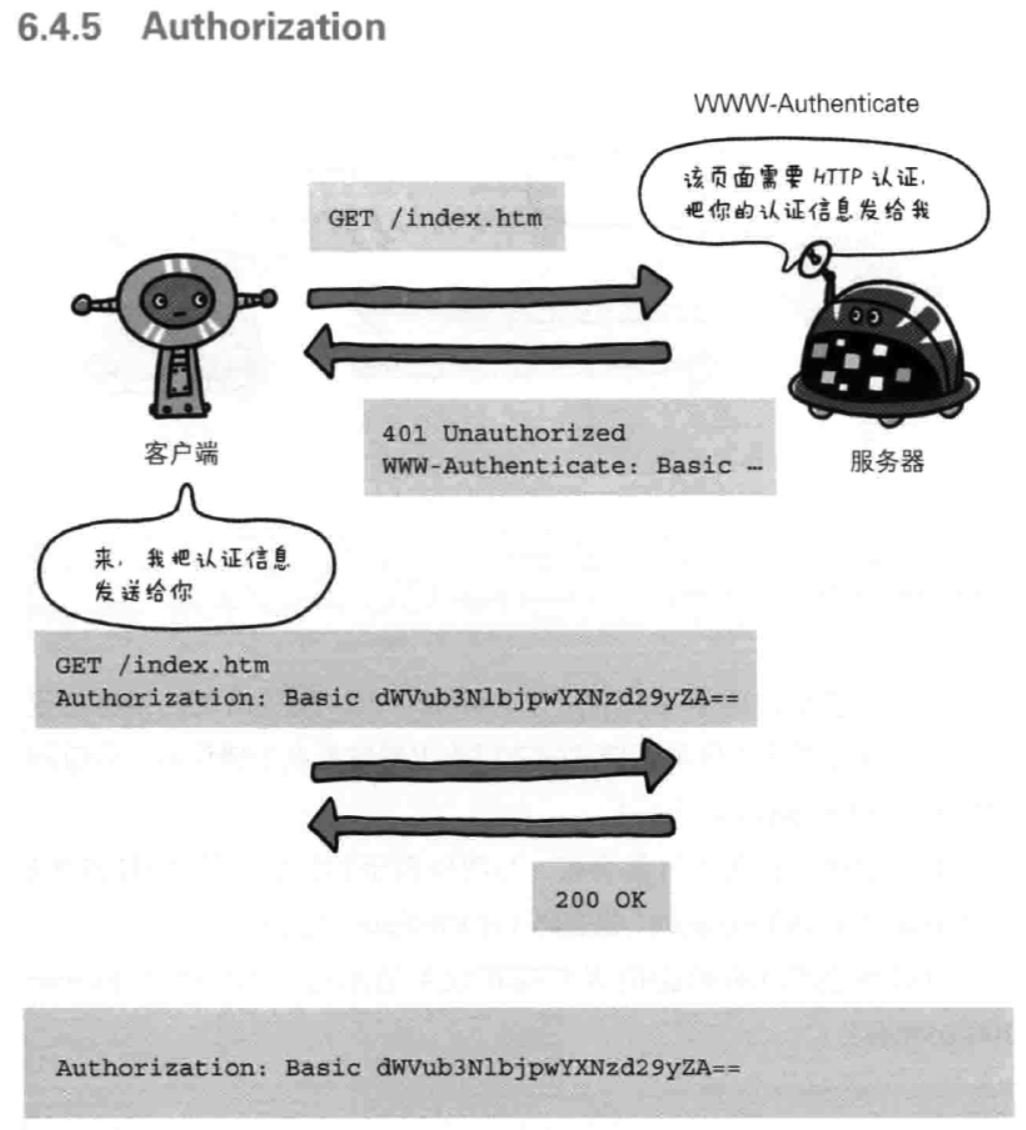 6.4.5 Authorization
WWW-Authenticate
该页面需要 HTTP 认证,
把你的认证信息发给我
GET /index.htm
401 Unauthorized
WWW-Authenticate: Basic …
客户端
服务器
来, 我把认证信息
发送给你
GET /index.htm
Authorization: Basic dWVub3NlbjpwYXNzd29yZA==
200 OK
Authorization: Basic dWVub3NlbjpwYXNzd29yZA==